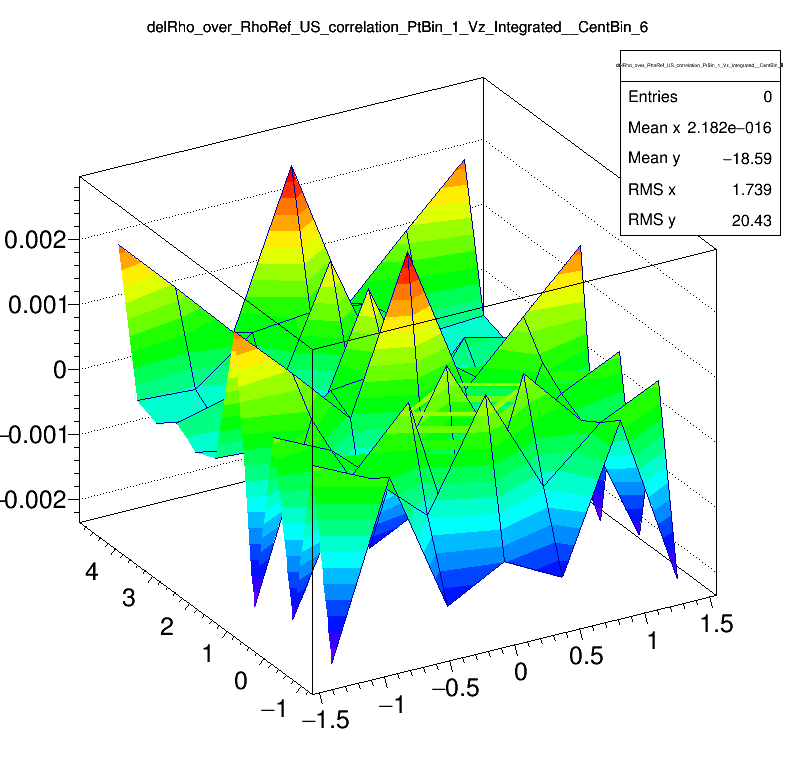 delRho_over_RhoRef_US_correlation_PtBin_1_Vz_Integrated__CentBin_6
delRho_over_RhoRef_US_correlation_PtBin_1_Vz_Integrated__CentBin_6
Entries 0
Mean x 2.182e−016
Mean y −18.59
RMS x 1.739
RMS y 20.43
0.002
0.001
0
−0.001
−0.002
4
3
2
1
0
−1
−1.5
−1
−0.5
0
0.5
1
1.5